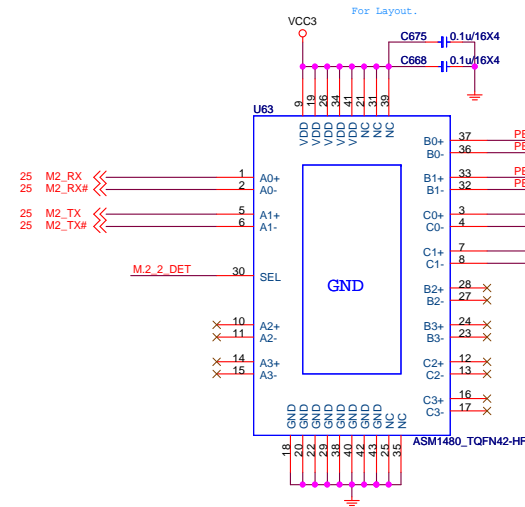 For Layout.
VCC3
C675 0.1u/16X4
C668 0.1u/16X4
U63
9 19 26 34 41 21 31 39
VDD VDD VDD VDD VDD NC NC NC
B0+ 37 PE
B0- 36 PE
25 M2_RX 1 A0+
25 M2_RX# 2 A0-
B1+ 33 PE
B1- 32 PE
25 M2_TX 5 A1+
25 M2_TX# 6 A1-
C0+ 3
C0- 4
C1+ 7
C1- 8
M.2_2_DET 30 SEL
GND
B2+ 28
B2- 27
10 A2+
11 A2-
B3+ 24
B3- 23
14 A3+
15 A3-
C2+ 12
C2- 13
C3+ 16
C3- 17
GND GND GND GND GND GND GND GND NC NC
18 20 22 29 38 40 42 43 25 35
ASM1480_TQFN42-HF